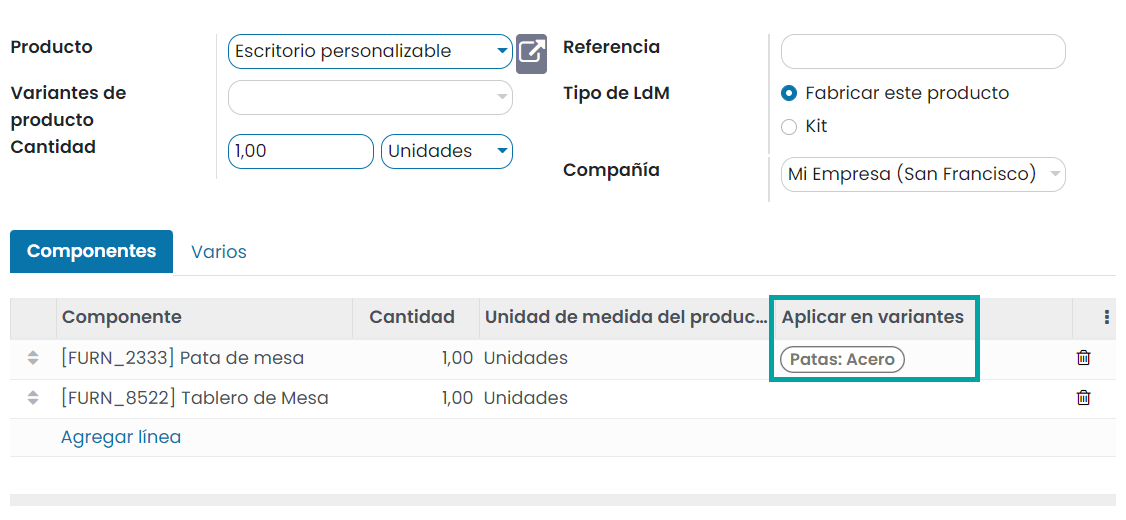 Producto
Escritorio personalizable
Referencia
Variantes de
producto
Tipo de LdM
Fabricar este producto
Kit
Cantidad
1,00
Unidades
Compañía
Mi Empresa (San Francisco)
Componentes
Varios
Componente Cantidad Unidad de medida del produc... Aplicar en variantes
[FURN_2333] Pata de mesa 1,00 Unidades Patas: Acero
[FURN_8522] Tablero de Mesa 1,00 Unidades
Agregar línea